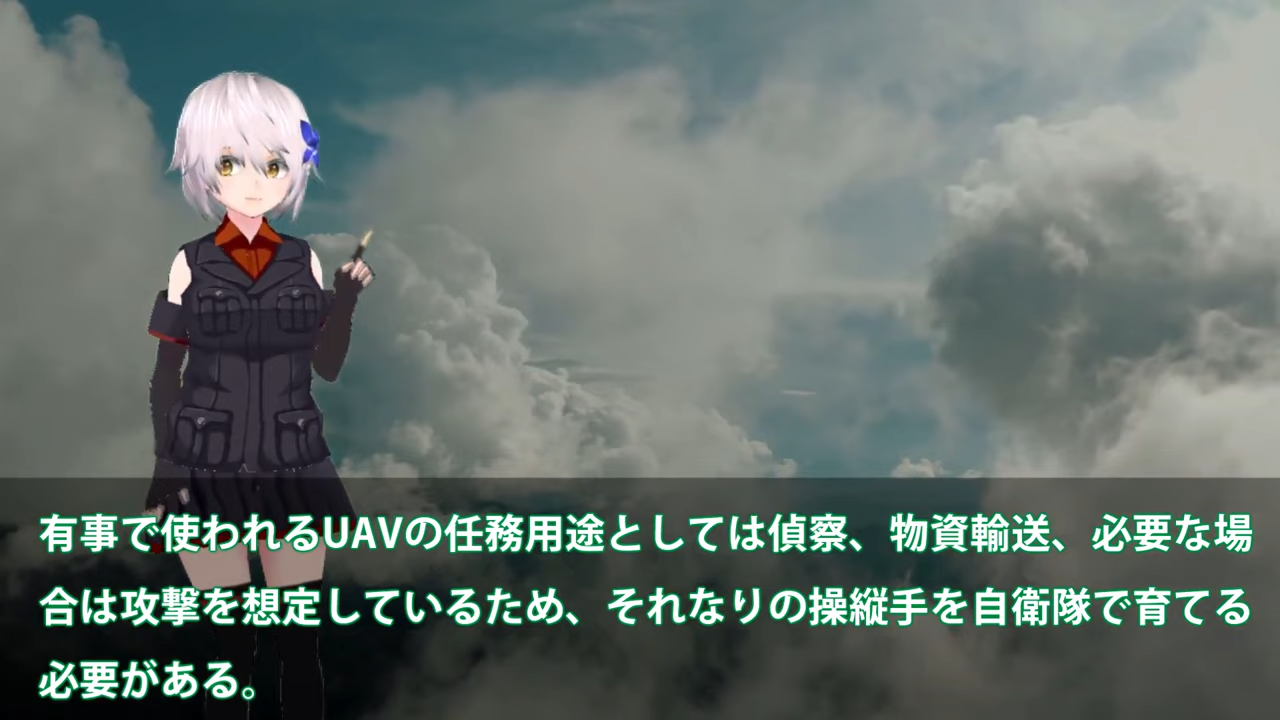 有事で使われるUAVの任務用途としては偵察、物資輸送、必要な場
合は攻撃を想定しているため、それなりの操縦手を自衛隊で育てる
必要がある。